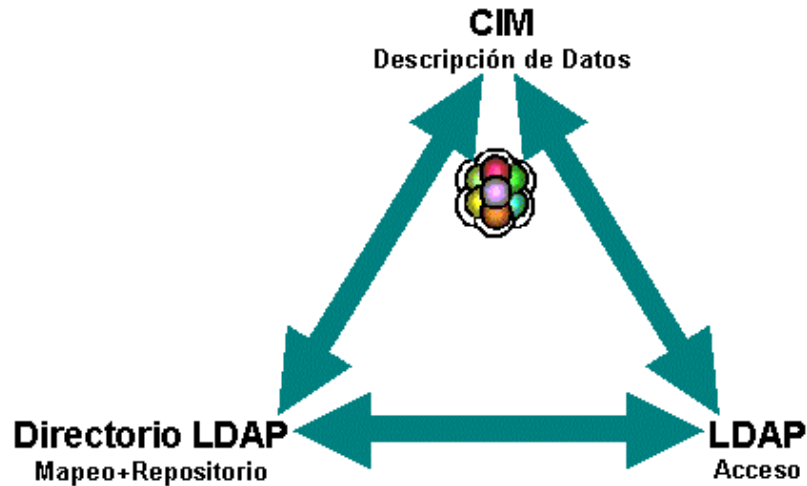 CIM
Descripción de Datos
Directorio LDAP
Mapeo+Repositorio
LDAP
Acceso